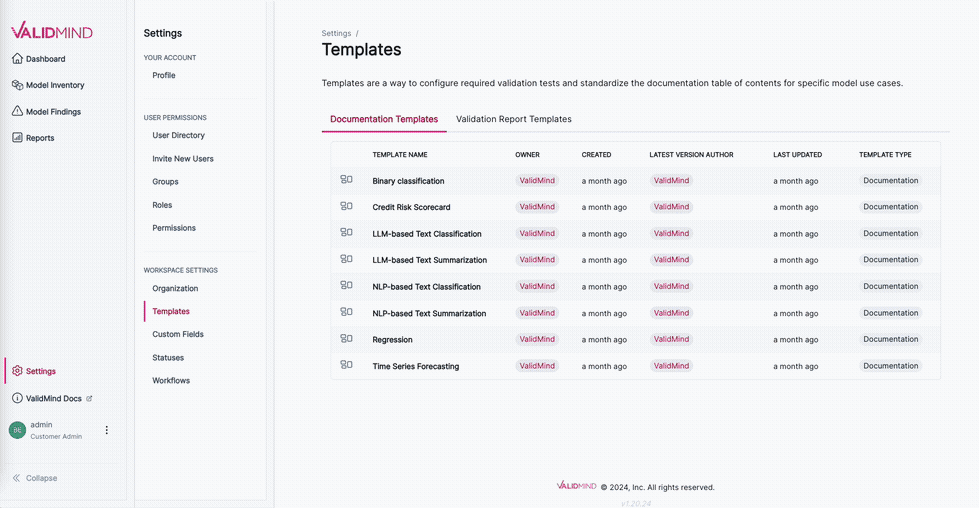 VALIDMIND
Dashboard
Model Inventory
Model Findings
Reports
Settings
ValidMind Docs
BE
admin
Customer Admin
Collapse
Settings
YOUR ACCOUNT
Profile
USER PERMISSIONS
User Directory
Invite New Users
Groups
Roles
Permissions
WORKSPACE SETTINGS
Organization
Templates
Custom Fields
Statuses
Workflows
Settings /
Templates
Templates are a way to configure required validation tests and standardize the documentation table of contents for specific model use cases.
Documentation Templates Validation Report Templates
TEMPLATE NAME OWNER CREATED LATEST VERSION AUTHOR LAST UPDATED TEMPLATE TYPE
Binary classification ValidMind a month ago ValidMind a month ago Documentation
Credit Risk Scorecard ValidMind a month ago ValidMind a month ago Documentation
LLM-based Text Classification ValidMind a month ago ValidMind a month ago Documentation
LLM-based Text Summarization ValidMind a month ago ValidMind a month ago Documentation
NLP-based Text Classification ValidMind a month ago ValidMind a month ago Documentation
NLP-based Text Summarization ValidMind a month ago ValidMind a month ago Documentation
Regression ValidMind a month ago ValidMind a month ago Documentation
Time Series Forecasting ValidMind a month ago ValidMind a month ago Documentation
VALIDMIND © 2024, Inc. All rights reserved.
v1.20.24